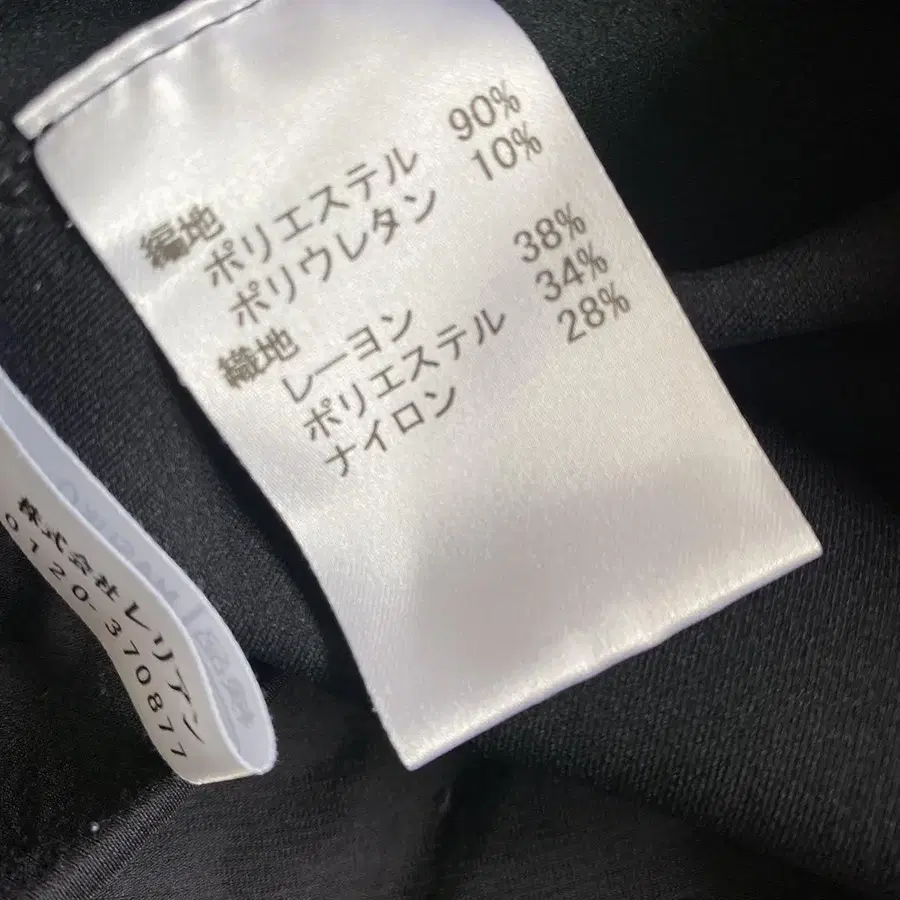 編地
ポリエステル 90%
ポリウレタン 10%
織地
レーヨン 38%
ポリエステル 34%
ナイロン 28%
株式会社レリアン
0120-370877